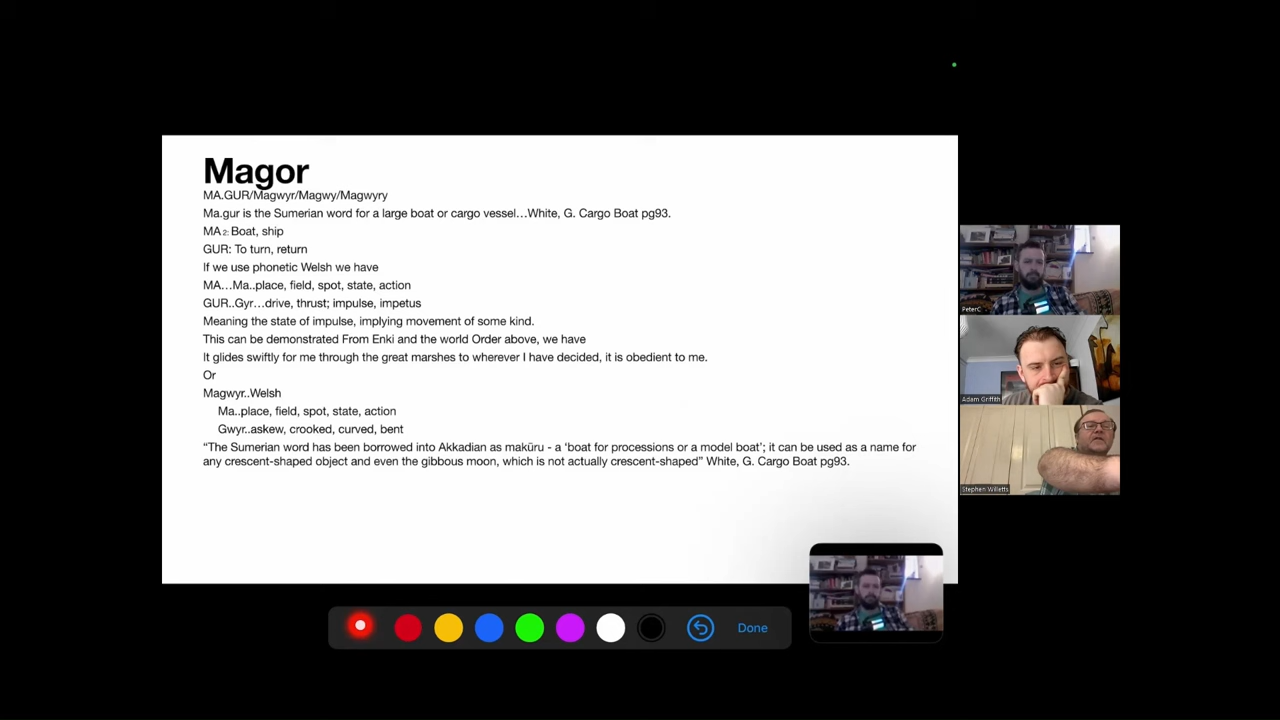 Magor
MA.GUR/Magwyr/Magwy/Magwyry
Ma.gur is the Sumerian word for a large boat or cargo vessel…White, G. Cargo Boat pg93.
MA2: Boat, ship
GUR: To turn, return
If we use phonetic Welsh we have
MA…Ma..place, field, spot, state, action
GUR..Gyr…drive, thrust; impulse, impetus
Meaning the state of impulse, implying movement of some kind.
This can be demonstrated From Enki and the world Order above, we have
It glides swiftly for me through the great marshes to wherever I have decided, it is obedient to me.
Or
Magwyr..Welsh
Ma..place, field, spot, state, action
Gwyr..askew, crooked, curved, bent
“The Sumerian word has been borrowed into Akkadian as makūru - a ‘boat for processions or a model boat’; it can be used as a name for
any crescent-shaped object and even the gibbous moon, which is not actually crescent-shaped” White, G. Cargo Boat pg93.
PeterC
Adam Griffith
Stephen Willetts
Done